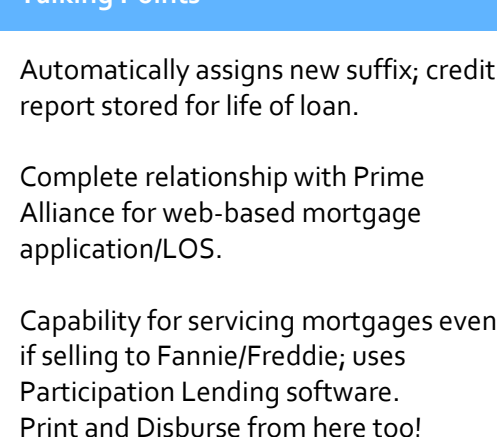 Talking Points
Automatically assigns new suffix; credit
report stored for life of loan.
Complete relationship with Prime
Alliance for web-based mortgage
application/LOS.
Capability for servicing mortgages even
if selling to Fannie/Freddie; uses
Participation Lending software.
Print and Disburse from here too!